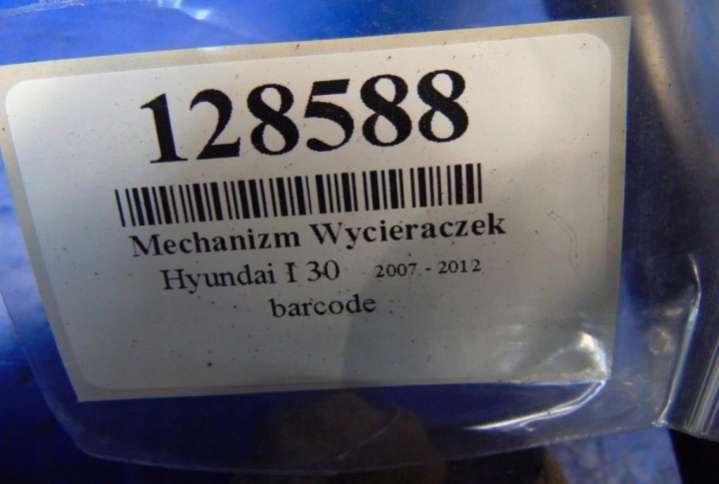 128588
Mechanizm Wycieraczek
Hyundai I 30 2007 - 2012
barcode